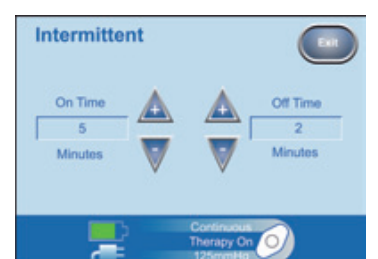 Intermittent
Exit
On Time
+
+
Off Time
5
2
Minutes
-
-
Minutes
Continuous
Therapy On
125mmHg